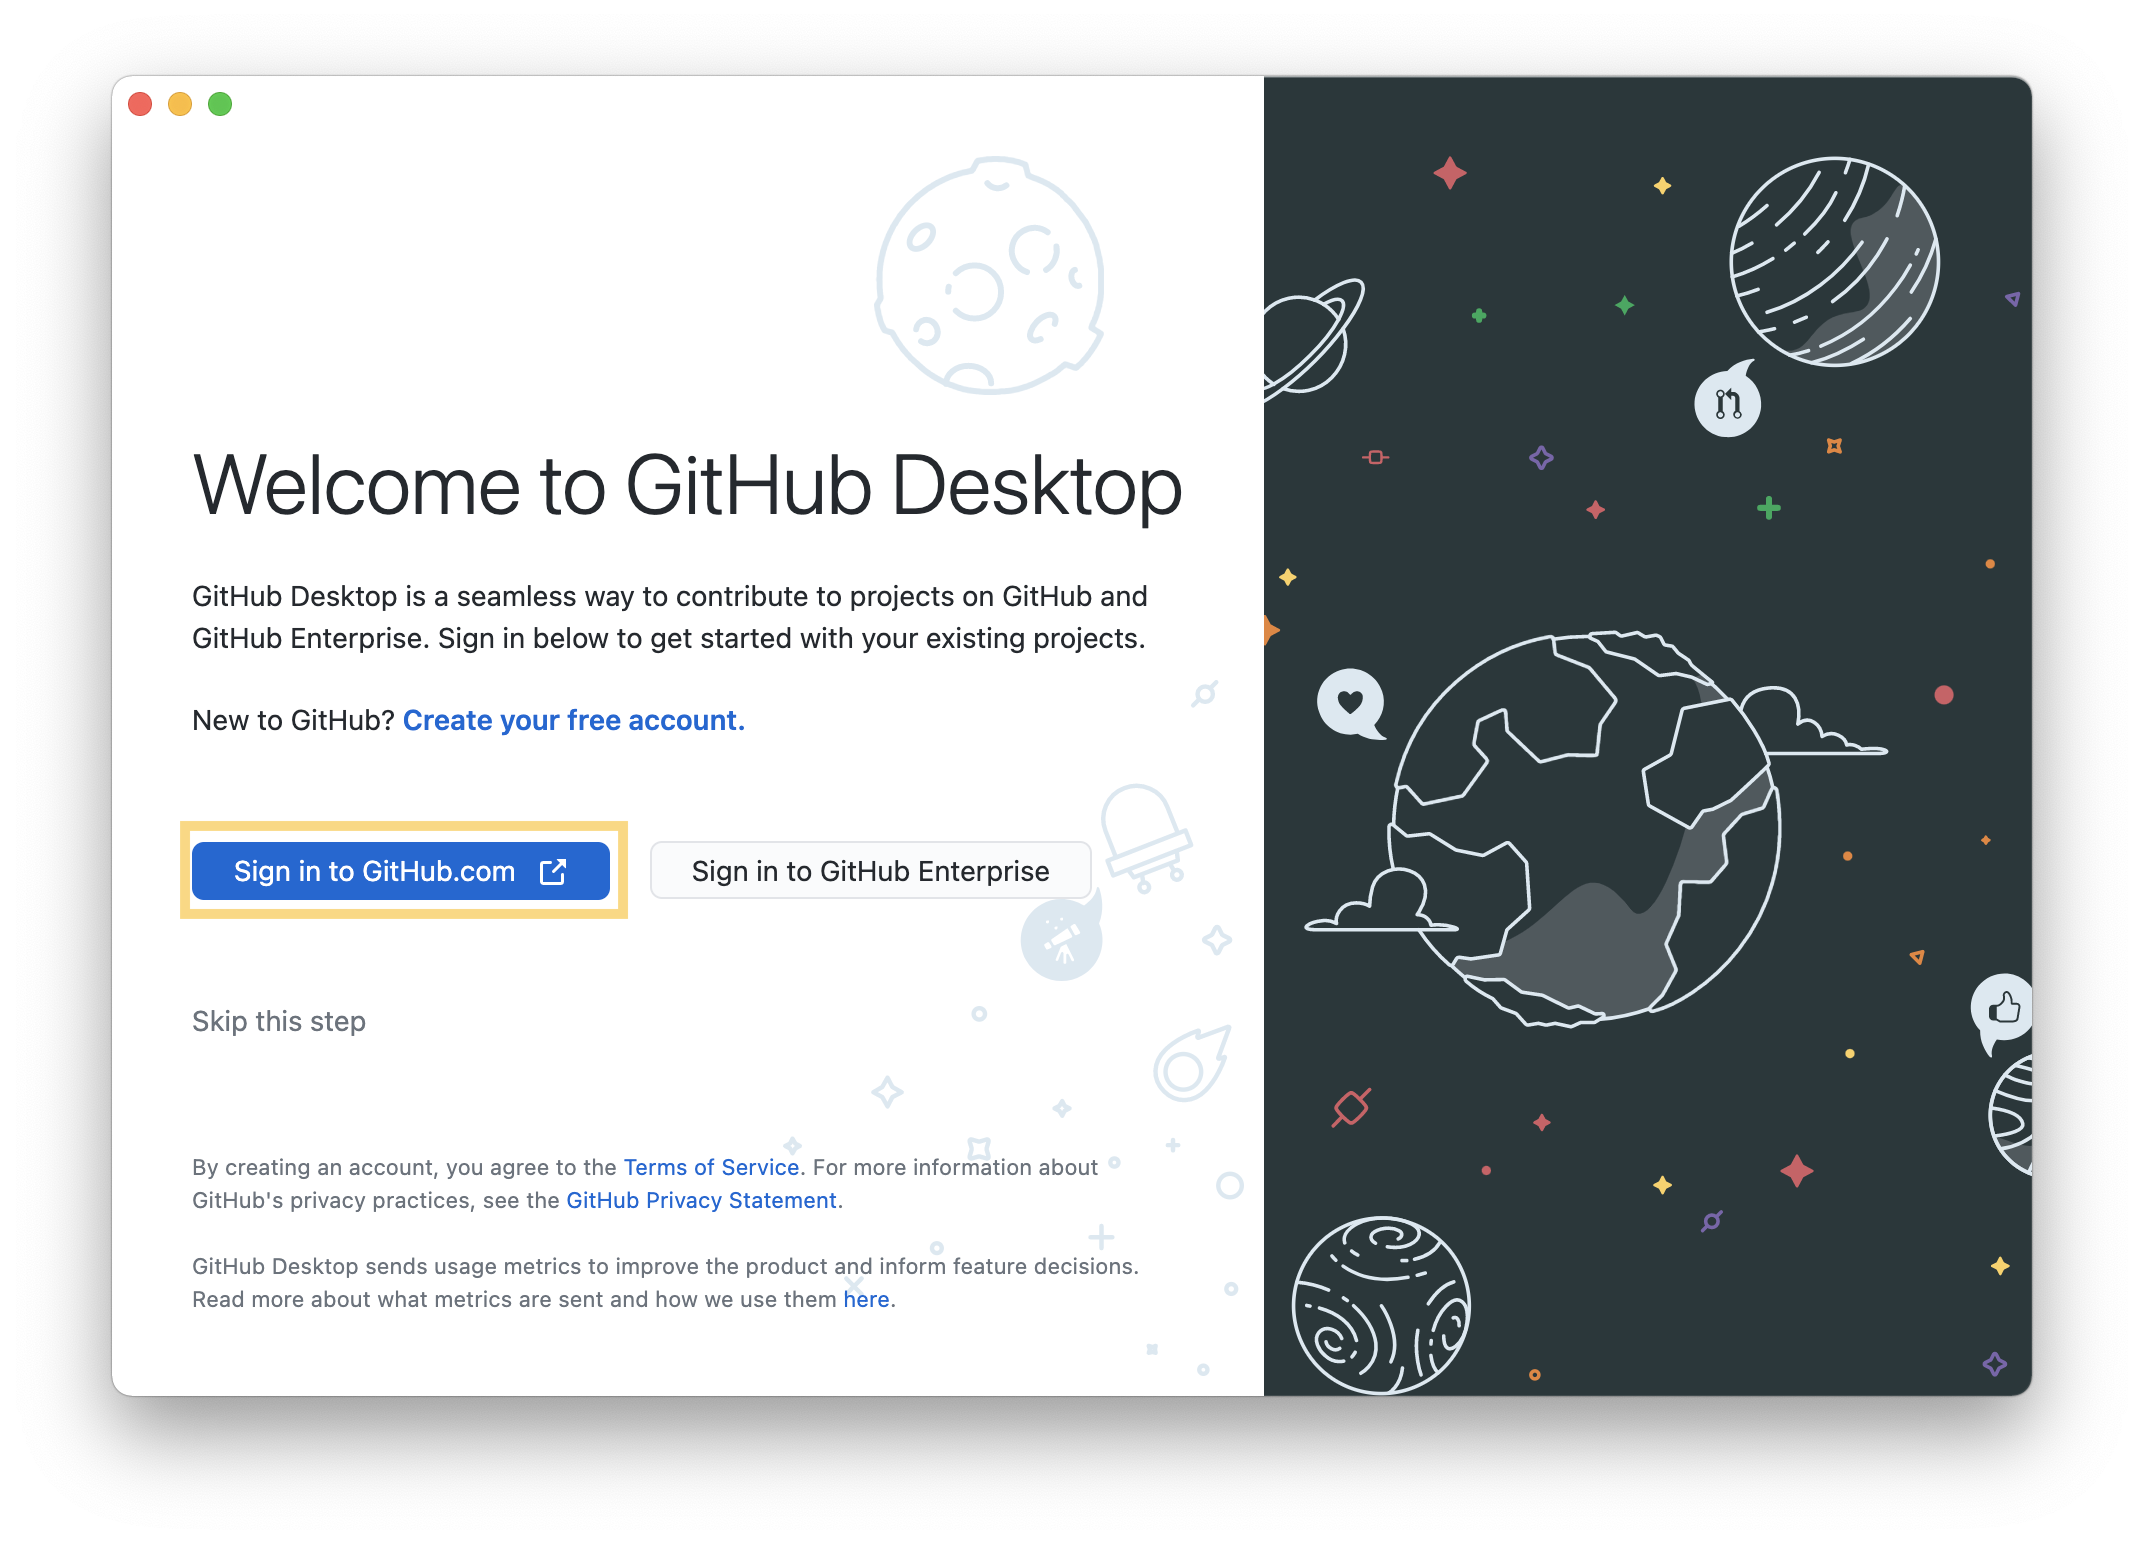 Welcome to GitHub Desktop
GitHub Desktop is a seamless way to contribute to projects on GitHub and
GitHub Enterprise. Sign in below to get started with your existing projects.
New to GitHub? Create your free account.
Sign in to GitHub.com
Sign in to GitHub Enterprise
Skip this step
By creating an account, you agree to the Terms of Service. For more information about
GitHub's privacy practices, see the GitHub Privacy Statement.
GitHub Desktop sends usage metrics to improve the product and inform feature decisions.
Read more about what metrics are sent and how we use them here.